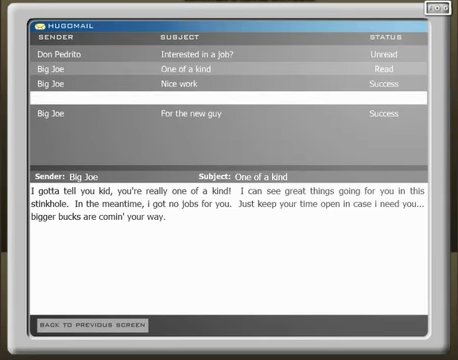 HUGOMAIL
SENDER SUBJECT STATUS
Don Pedrito Interested in a job? Unread
Big Joe One of a kind Read
Big Joe Nice work Success
Big Joe For the new guy Success
Sender: Big Joe Subject: One of a kind
I gotta tell you kid, you're really one of a kind! I can see great things going for you in this
stinkhole. In the meantime, i got no jobs for you. Just keep your time open in case i need you...
bigger bucks are comin' your way.
BACK TO PREVIOUS SCREEN